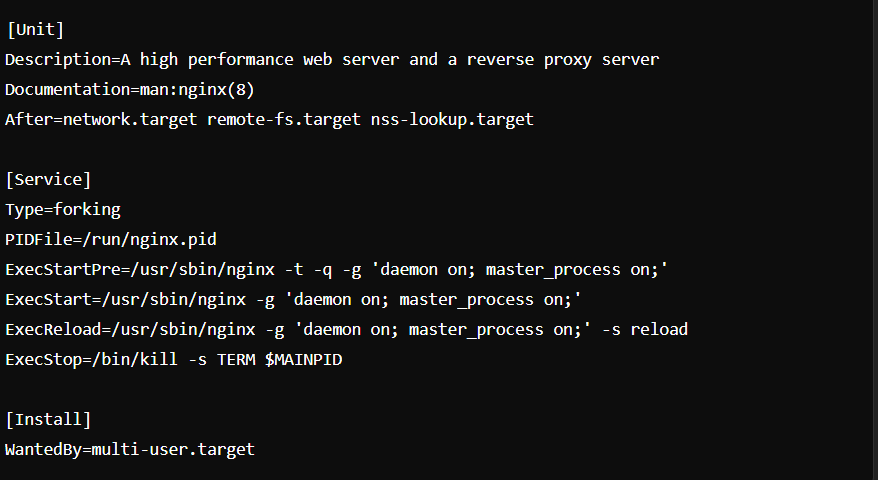 [Unit]
Description=A high performance web server and a reverse proxy server
Documentation=man:nginx(8)
After=network.target remote-fs.target nss-lookup.target
[Service]
Type=forking
PIDFile=/run/nginx.pid
ExecStartPre=/usr/sbin/nginx -t -q -g 'daemon on; master_process on;'
ExecStart=/usr/sbin/nginx -g 'daemon on; master_process on;'
ExecReload=/usr/sbin/nginx -g 'daemon on; master_process on;' -s reload
ExecStop=/bin/kill -s TERM $MAINPID
[Install]
WantedBy=multi-user.target